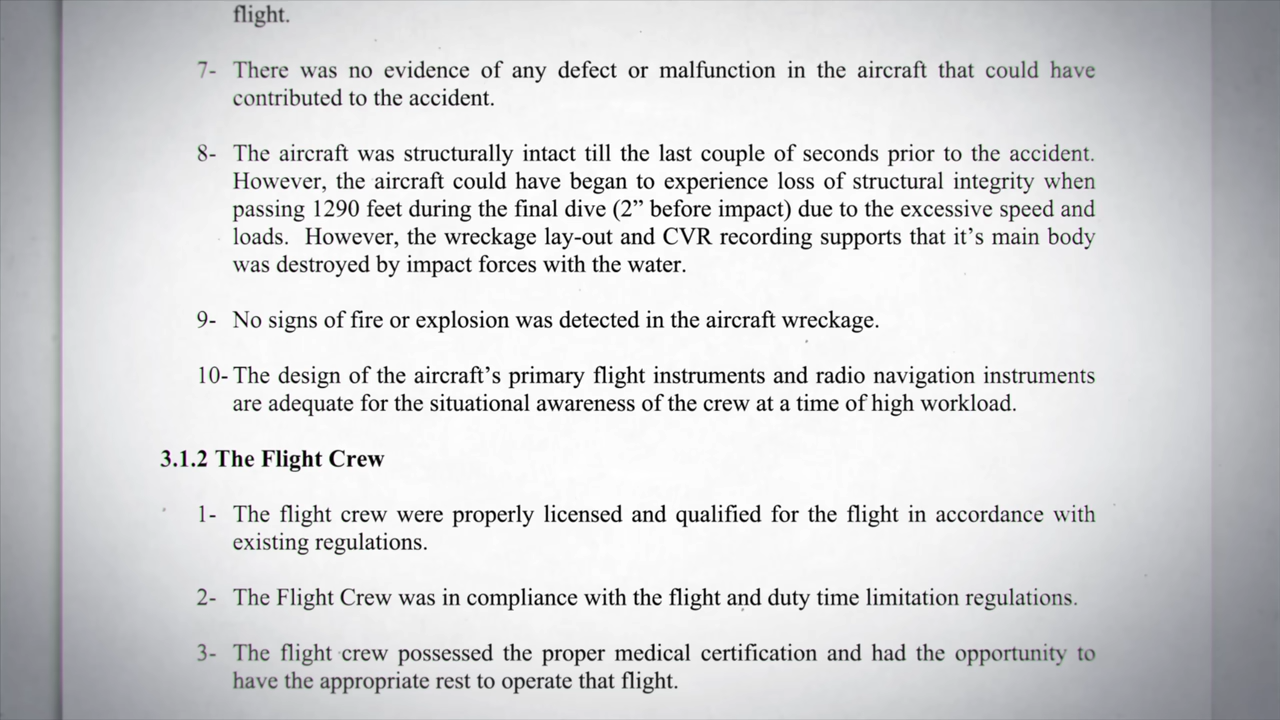 flight.
7- There was no evidence of any defect or malfunction in the aircraft that could have
contributed to the accident.
8- The aircraft was structurally intact till the last couple of seconds prior to the accident.
However, the aircraft could have began to experience loss of structural integrity when
passing 1290 feet during the final dive (2” before impact) due to the excessive speed and
loads. However, the wreckage lay-out and CVR recording supports that it’s main body
was destroyed by impact forces with the water.
9- No signs of fire or explosion was detected in the aircraft wreckage.
10- The design of the aircraft’s primary flight instruments and radio navigation instruments
are adequate for the situational awareness of the crew at a time of high workload.
3.1.2 The Flight Crew
1- The flight crew were properly licensed and qualified for the flight in accordance with
existing regulations.
2- The Flight Crew was in compliance with the flight and duty time limitation regulations.
3- The flight crew possessed the proper medical certification and had the opportunity to
have the appropriate rest to operate that flight.